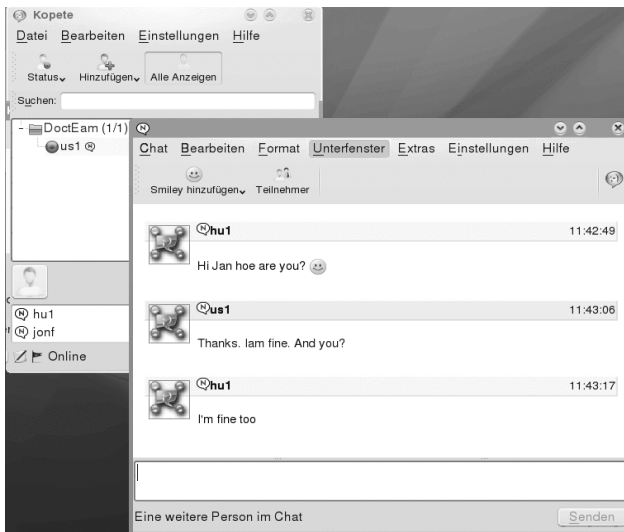 Kopete
Datei Bearbeiten Einstellungen Hilfe
Status Hinzufügen Alle Anzeigen
Suchen:
DoctEam (1/1)
us1
hu1
jonf
Online
Chat Bearbeiten Format Unterfenster Extras Einstellungen Hilfe
Smiley hinzufügen Teilnehmer
hu1 11:42:49
Hi Jan hoe are you?
us1 11:43:06
Thanks. Iam fine. And you?
hu1 11:43:17
I'm fine too
Eine weitere Person im Chat Senden